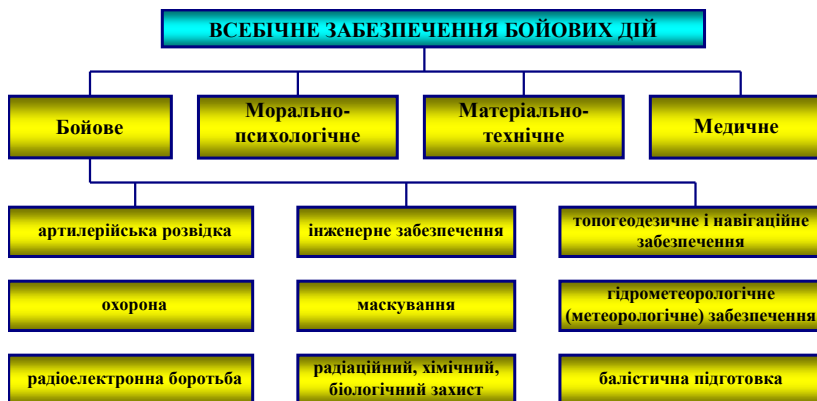 ВСЕБІЧНЕ ЗАБЕЗПЕЧЕННЯ БОЙОВИХ ДІЙ
Бойове
Морально-
психологічне
Матеріально-
технічне
Медичне
артилерійська розвідка
інженерне забезпечення
топогеодезичне і навігаційне
забезпечення
охорона
маскування
гідрометеорологічне
(метеорологічне) забезпечення
радіоелектронна боротьба
радіаційний, хімічний,
біологічний захист
балістична підготовка